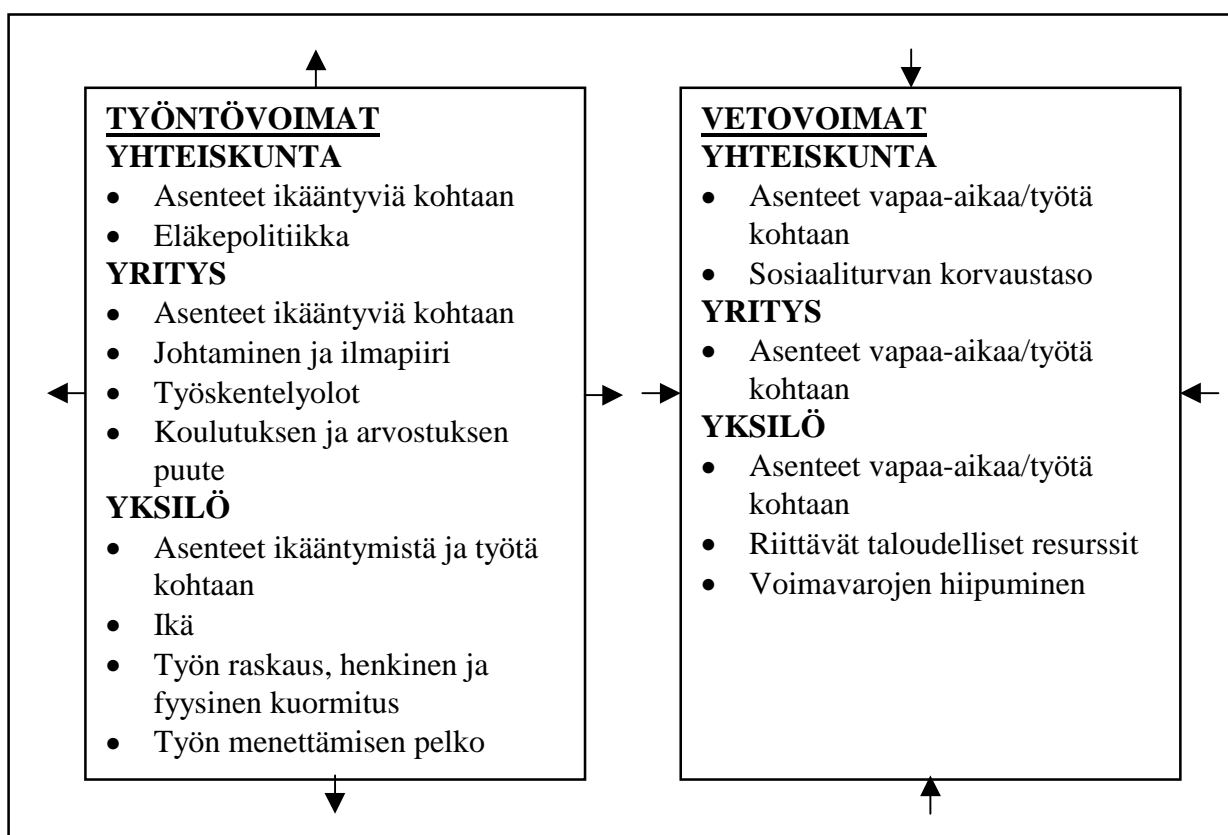 TYÖNTÖVOIMAT
YHTEISKUNTA
• Asenteet ikääntyviä kohtaan
• Eläkepolitiikka
YRITYS
• Asenteet ikääntyviä kohtaan
• Johtaminen ja ilmapiiri
• Työskentelyolot
• Koulutuksen ja arvostuksen
puute
YKSILÖ
• Asenteet ikääntymistä ja työtä
kohtaan
• Ikä
• Työn raskaus, henkinen ja
fyysinen kuormitus
• Työn menettämisen pelko
VETOVOIMAT
YHTEISKUNTA
• Asenteet vapaa-aikaa/työtä
kohtaan
• Sosiaaliturvan korvaustaso
YRITYS
• Asenteet vapaa-aikaa/työtä
kohtaan
YKSILÖ
• Asenteet vapaa-aikaa/työtä
kohtaan
• Riittävät taloudelliset resurssit
• Voimavarojen hiipuminen